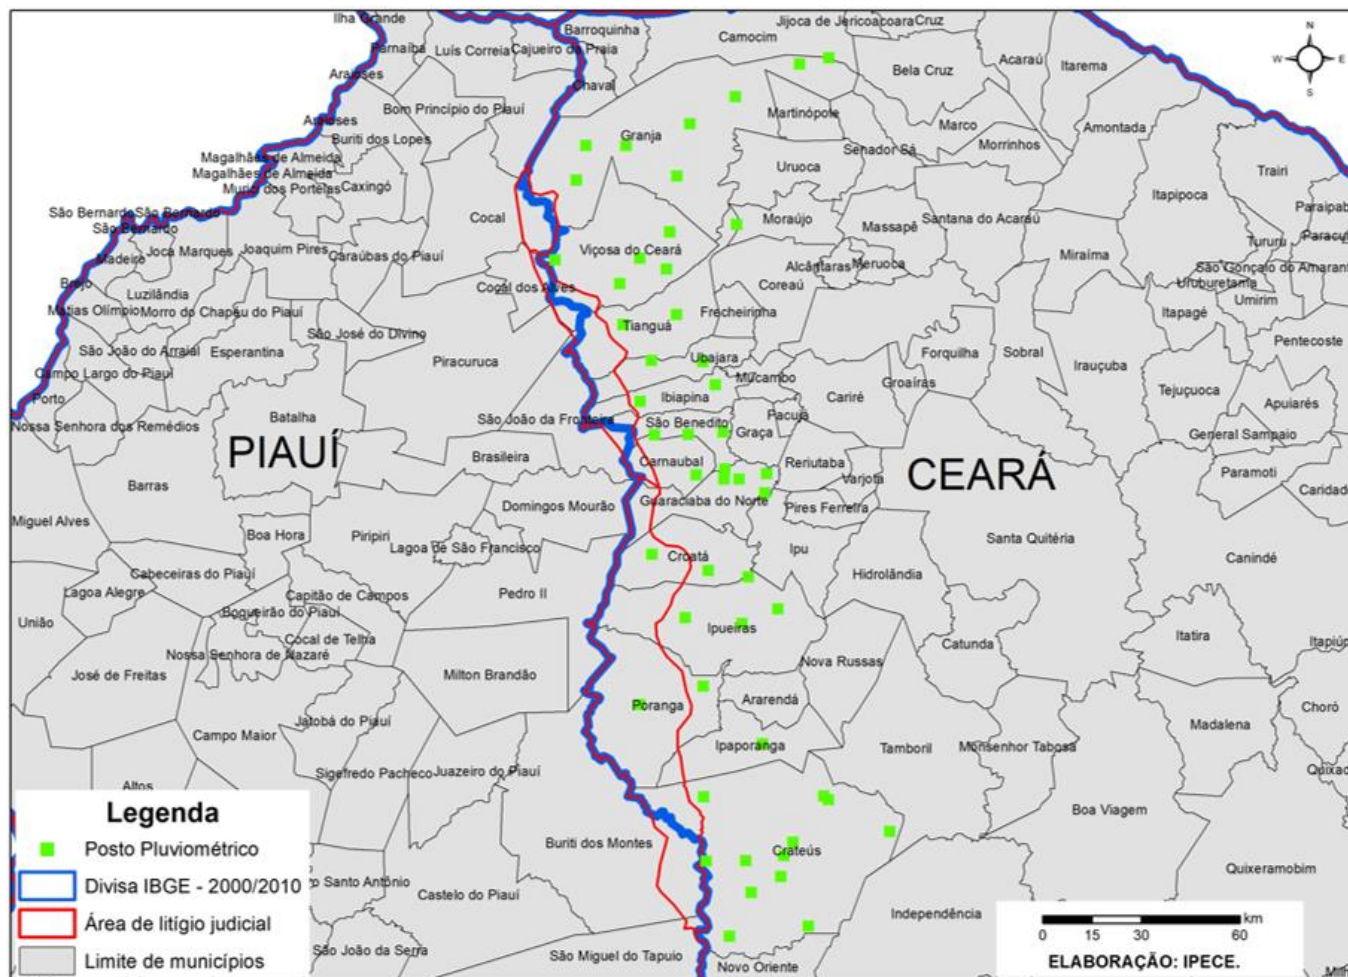 Ilha Grande
Parnaíba
Luís Correia
Cajueiro da Praia
Barroquinha
Camocim
Jijoca de Jericoacoara
Cruz
N
W
E
S
Araioses
Chaval
Bela Cruz
Acaraú
Itarema
Bom Princípio do Piauí
Martinópole
Araioses
Buriti dos Lopes
Granja
Marco
Amontada
Magalhães de Almeida
Senador Sá
Morrinhos
Magalhães de Almeida
Uruoca
Trairi
Murici dos Portelas
Caxingó
Itapipoca
São Bernardo
São Bernardo
Cocal
Moraújo
Massapê
Santana do Acaraú
São Bernardo
Joca Marques
Joaquim Pires
Caraúbas do Piauí
Viçosa do Ceará
Miraíma
Tururu
Madeiro
Alcântaras
Meruoca
São Gonçalo do Amarant
Brejo
Luzilândia
Cocal dos Alves
Coreaú
Uruburetama
Umirim
Matias Olímpio
Morro do Chapéu do Piauí
Tianguá
Frecheirinha
Itapagé
São José do Divino
Pentecoste
São João do Arraial
Esperantina
Piracuruca
Ubajara
Forquilha
Sobral
Irauçuba
Campo Largo do Piauí
Mucambo
Groaíras
Tejuçuoca
Porto
Ibiapina
Cariré
Apuiarés
Batalha
São João da Fronteira
São Benedito
Pacujá
Nossa Senhora dos Remédios
Graça
General Sampaio
PIAUÍ
Brasileira
Carnaubal
Reriutaba
CEARÁ
Paramoti
Barras
Varjota
Caridade
Guaraciaba do Norte
Domingos Mourão
Pires Ferreira
Miguel Alves
Boa Hora
Piripiri
Lagoa de São Francisco
Croatá
Ipu
Santa Quitéria
Canindé
Cabeceiras do Piauí
Hidrolândia
Lagoa Alegre
Capitão de Campos
Pedro II
Boqueirão do Piauí
União
Cocal de Telha
Ipueiras
Catunda
Itatira
Nossa Senhora de Nazaré
Nova Russas
José de Freitas
Milton Brandão
Ararendá
Poranga
Choró
Jatobá do Piauí
Madalena
Campo Maior
Ipaporanga
Tamboril
Monsenhor Tabosa
Sigefredo Pacheco
Juazeiro do Piauí
Altos
Boa Viagem
Legenda
Posto Pluviométrico
Buriti dos Montes
Crateús
Quixeramobim
Divisa IBGE - 2000/2010
o Santo Antônio
Castelo do Piauí
Área de litígio judicial
Independência
São João da Serra
São Miguel do Tapuio
Limite de municípios
Novo Oriente
km
0 15 30 60
ELABORAÇÃO: IPECE.